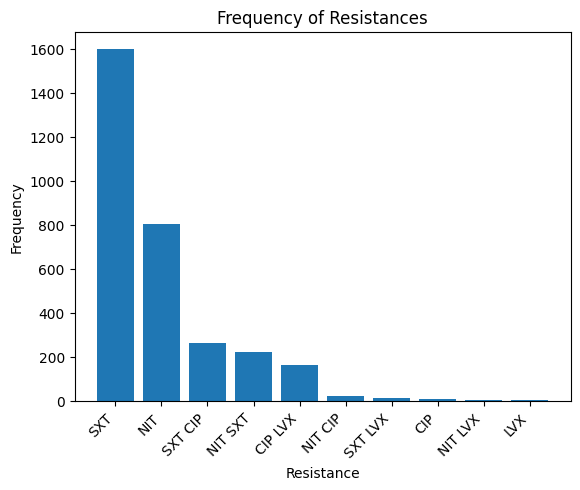 Frequency of Resistances
1600
1400
1200
1000
800
600
400
200
0
Frequency
SXT
NIT
SXT CIP
NIT SXT
CIP LVX
NIT CIP
SXT LVX
CIP
NIT LVX
LVX
Resistance